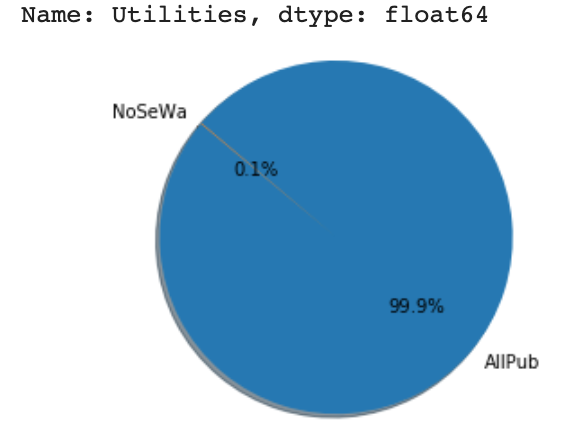 Name: Utilities, dtype: float64
NoSeWa
0.1%
99.9%
AllPub